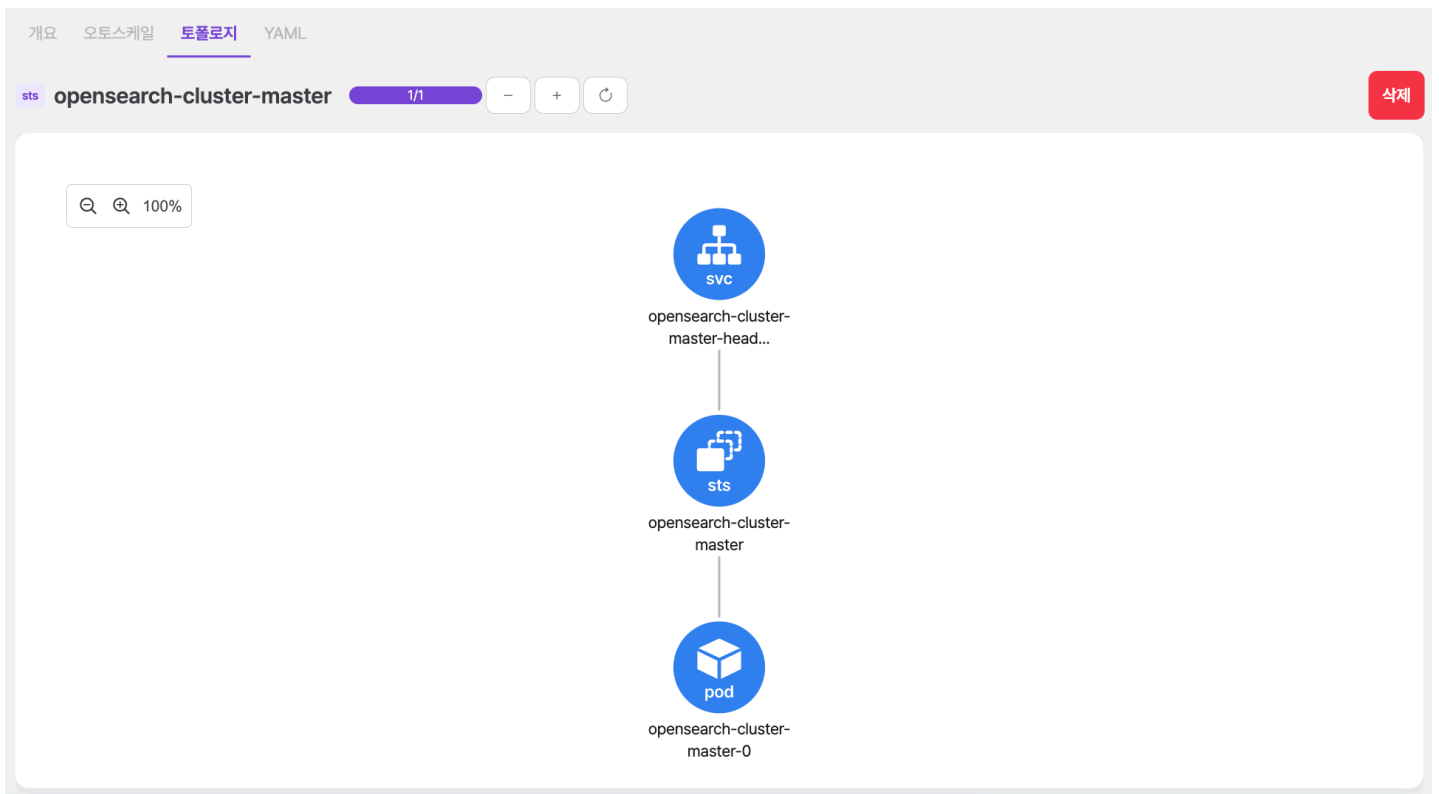 개요 오토스케일 토폴로지 YAML
sts opensearch-cluster-master 1/1 − + 삭제
100%
svc
opensearch-cluster-
master-head...
sts
opensearch-cluster-
master
pod
opensearch-cluster-
master-0